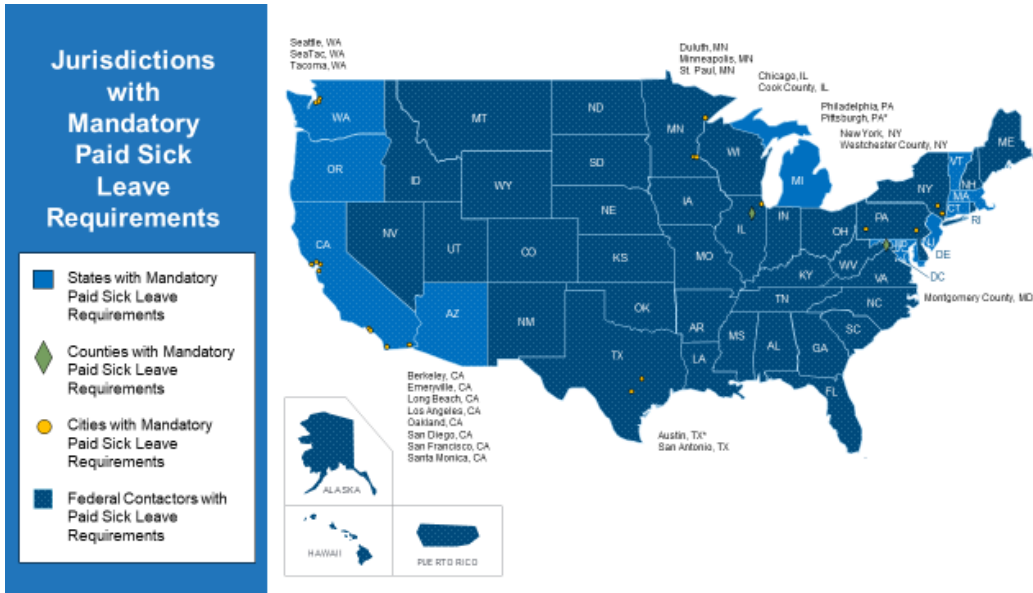 Jurisdictions
with
Mandatory
Paid Sick
Leave
Requirements
States with Mandatory
Paid Sick Leave
Requirements
Counties with Mandatory
Paid Sick Leave
Requirements
Cities with Mandatory
Paid Sick Leave
Requirements
Federal Contactors with
Paid Sick Leave
Requirements
Seattle, WA
SeaTac, WA
Tacoma, WA
Duluth, MN
Minneapolis, MN
St. Paul, MN
Chicago, IL
Cook County, IL
Philadelphia, PA
Pittsburgh, PA*
New York, NY
Westchester County, NY
WA
MT
ND
MN
ME
OR
ID
SD
WI
MI
VT
NH
WY
NY
MA
CT
RI
IA
NE
PA
NV
UT
CA
CO
IL
IN
OH
NJ
DE
DC
KS
MO
KY
WV
VA
Montgomery County, MD
AZ
NM
OK
TN
NC
AR
SC
TX
MS
AL
GA
LA
FL
Berkeley, CA
Emeryville, CA
Long Beach, CA
Los Angeles, CA
Oakland, CA
San Diego, CA
San Francisco, CA
Santa Monica, CA
Austin, TX*
San Antonio, TX
ALASKA
HAWAII
PUERTO RICO